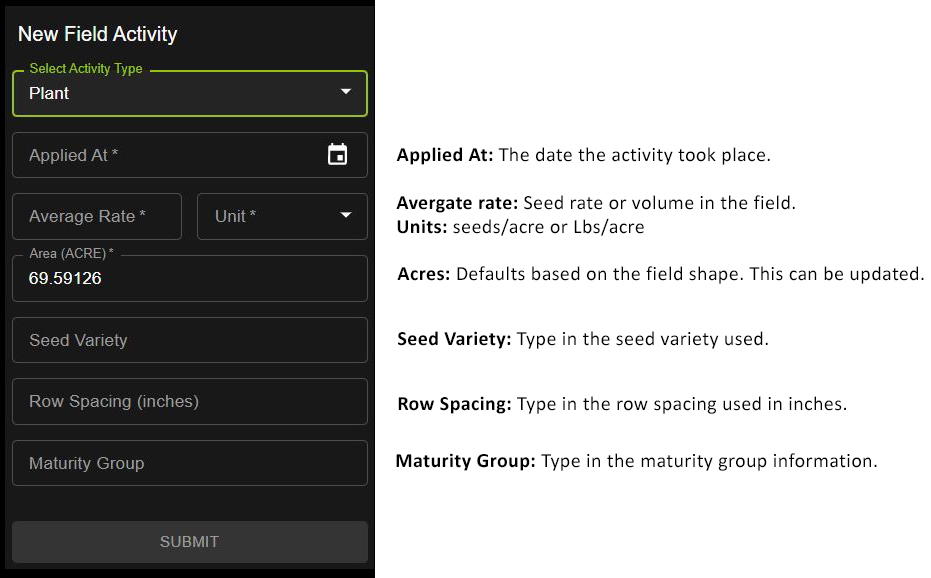 New Field Activity
Select Activity Type
Plant
Applied At *
Applied At: The date the activity took place.
Average Rate *
Unit *
Avergate rate: Seed rate or volume in the field.
Units: seeds/acre or Lbs/acre
Area (ACRE) *
69.59126
Acres: Defaults based on the field shape. This can be updated.
Seed Variety
Seed Variety: Type in the seed variety used.
Row Spacing (inches)
Row Spacing: Type in the row spacing used in inches.
Maturity Group
Maturity Group: Type in the maturity group information.
SUBMIT